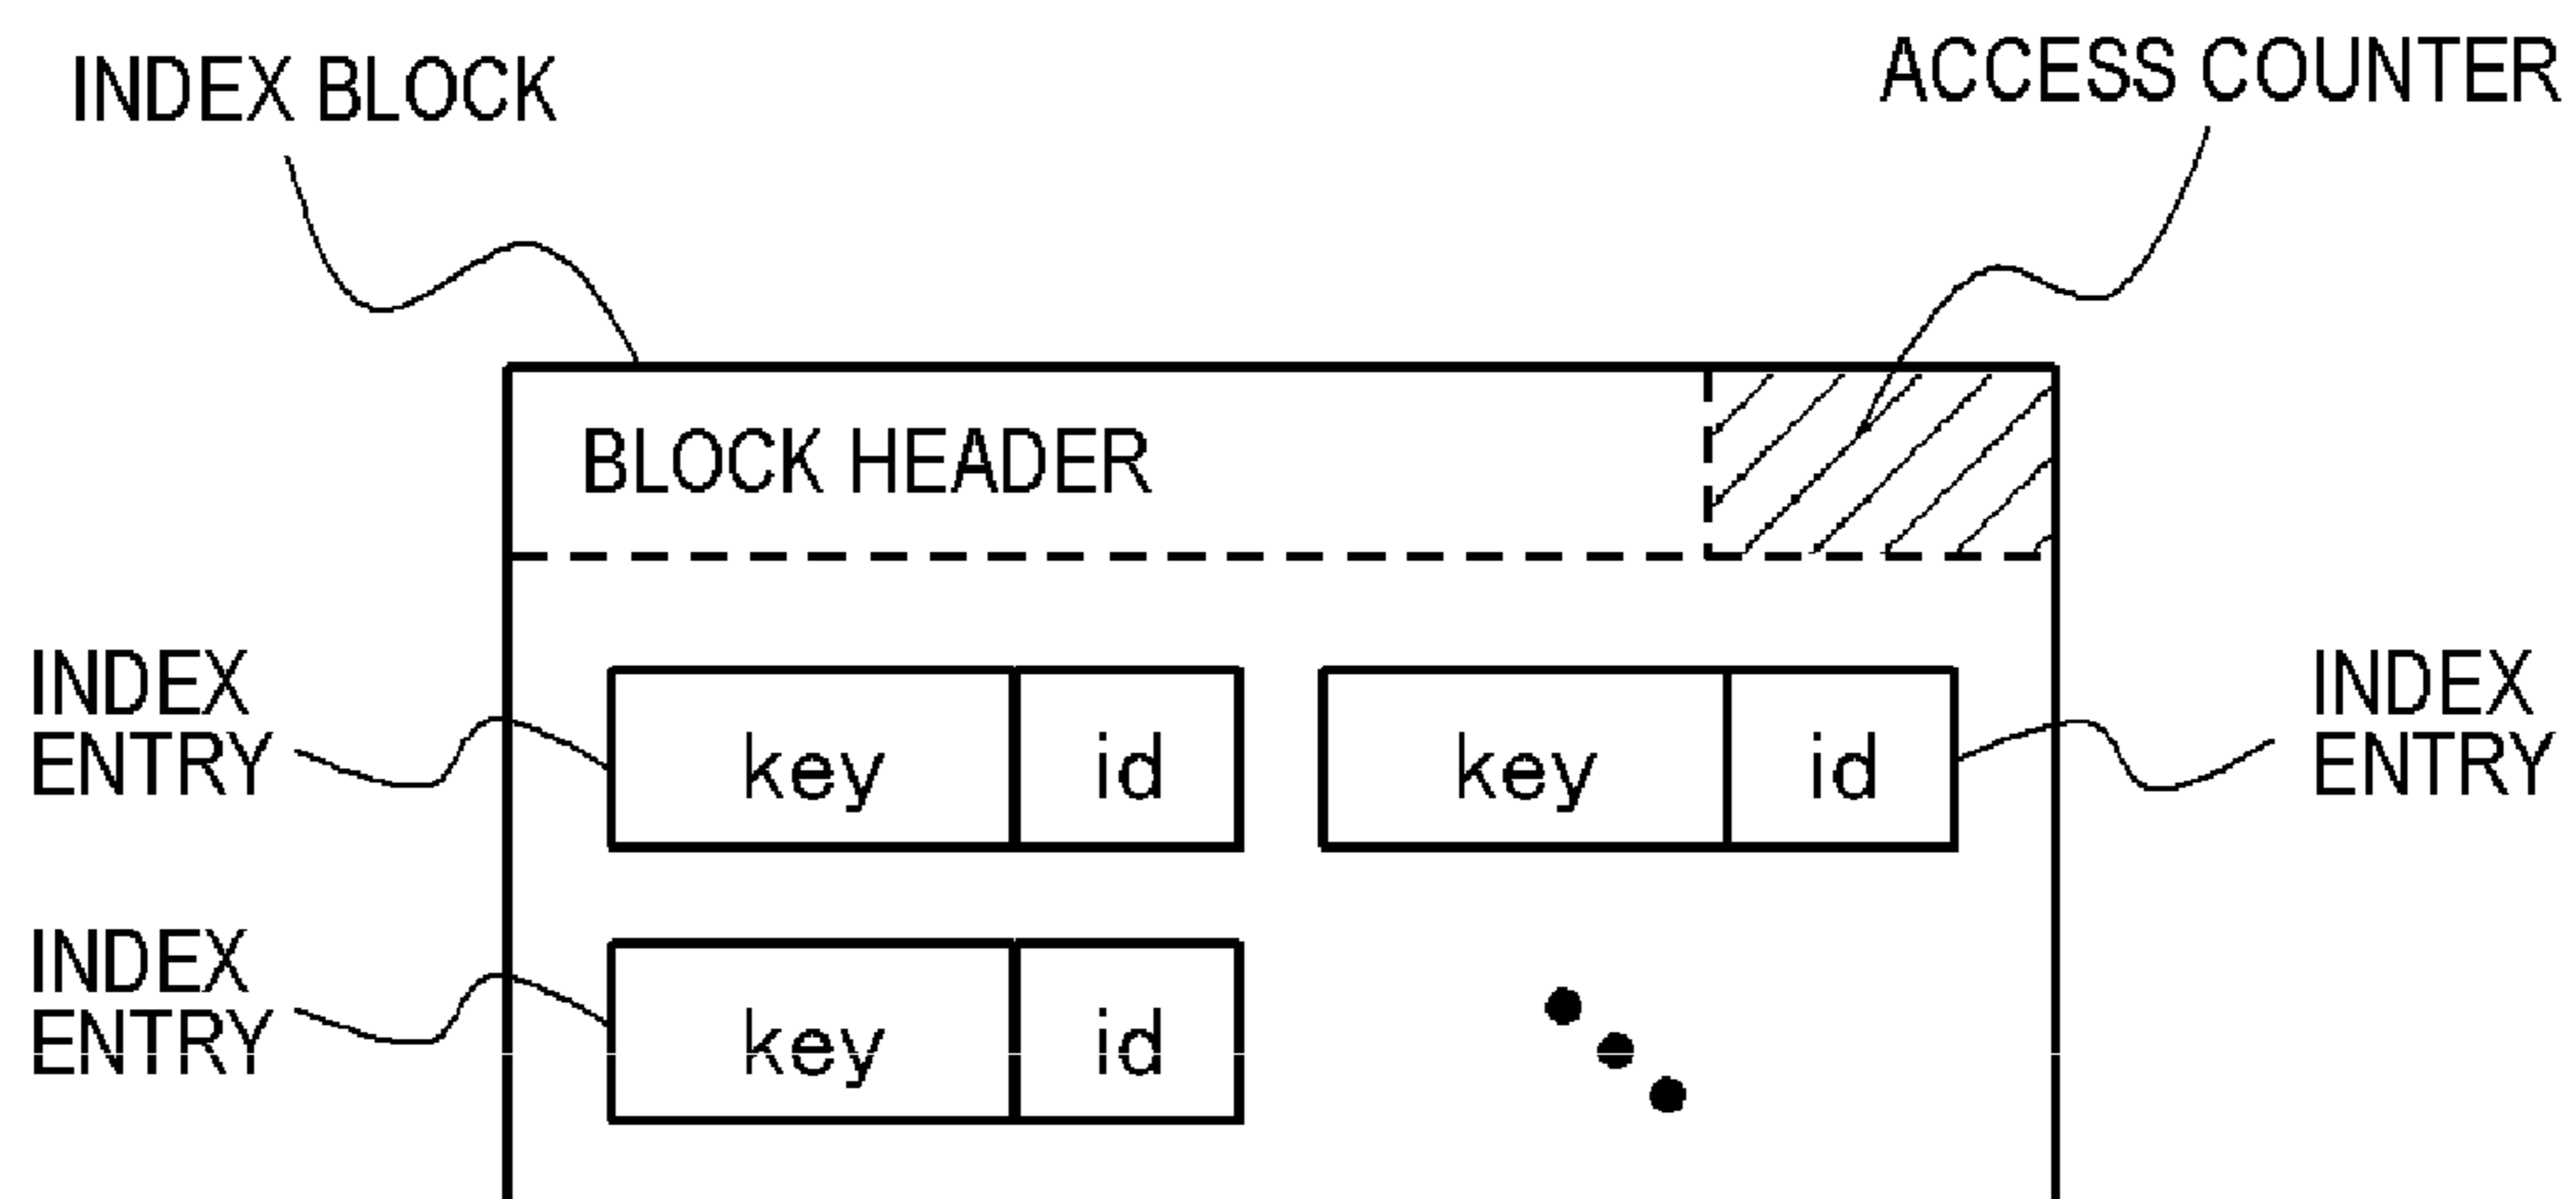 INDEX BLOCK
ACCESS COUNTER
BLOCK HEADER
INDEX
ENTRY
key id
key id
INDEX
ENTRY
INDEX
ENTRY
key id